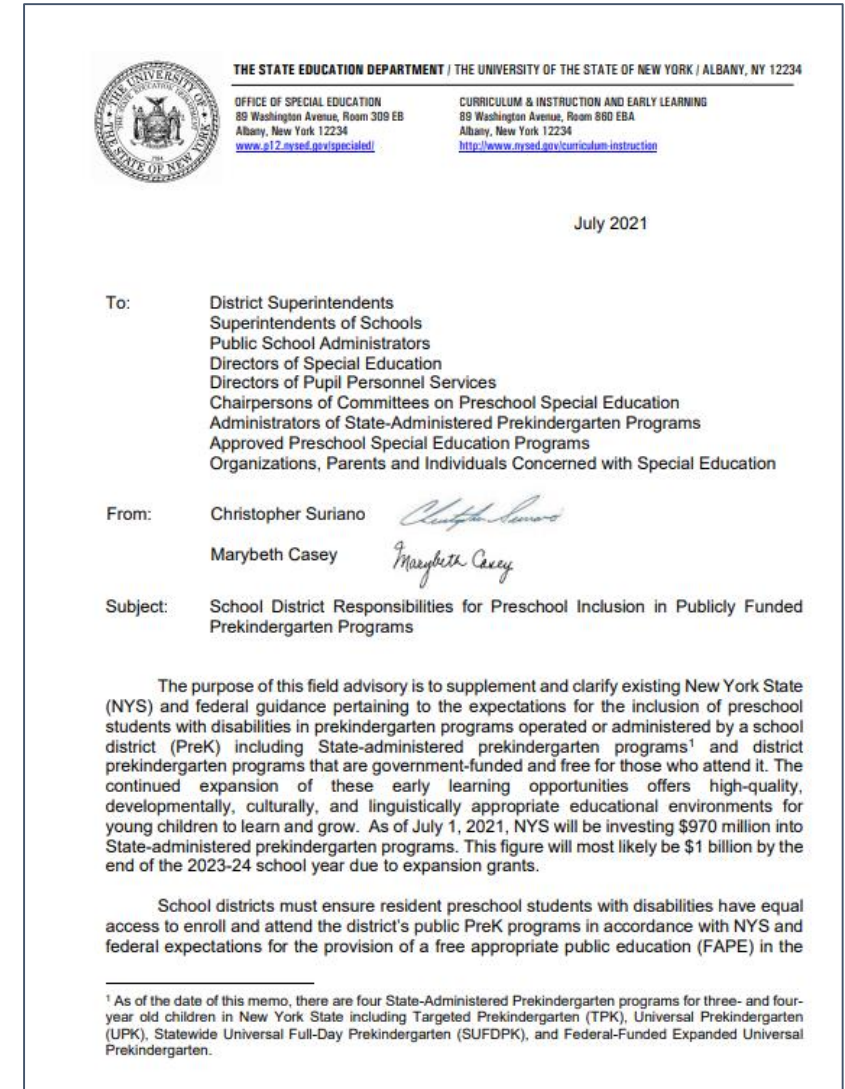 THE STATE EDUCATION DEPARTMENT / THE UNIVERSITY OF THE STATE OF NEW YORK / ALBANY, NY 12234
OFFICE OF SPECIAL EDUCATION
89 Washington Avenue, Room 309 EB
Albany, New York 12234
www.p12.nysed.gov/specialed/
CURRICULUM & INSTRUCTION AND EARLY LEARNING
89 Washington Avenue, Room 860 EBA
Albany, New York 12234
http://www.nysed.gov/curriculum-instruction
THE UNIVERSITY OF THE STATE OF NEW YORK
July 2021
To: District Superintendents
Superintendents of Schools
Public School Administrators
Directors of Special Education
Directors of Pupil Personnel Services
Chairpersons of Committees on Preschool Special Education
Administrators of State-Administered Prekindergarten Programs
Approved Preschool Special Education Programs
Organizations, Parents and Individuals Concerned with Special Education
From: Christopher Suriano
Marybeth Casey Marybeth Casey
Subject: School District Responsibilities for Preschool Inclusion in Publicly Funded
Prekindergarten Programs
The purpose of this field advisory is to supplement and clarify existing New York State
(NYS) and federal guidance pertaining to the expectations for the inclusion of preschool
students with disabilities in prekindergarten programs operated or administered by a school
district (PreK) including State-administered prekindergarten programs¹ and district
prekindergarten programs that are government-funded and free for those who attend it. The
continued expansion of these early learning opportunities offers high-quality,
developmentally, culturally, and linguistically appropriate educational environments for
young children to learn and grow. As of July 1, 2021, NYS will be investing $970 million into
State-administered prekindergarten programs. This figure will most likely be $1 billion by the
end of the 2023-24 school year due to expansion grants.
School districts must ensure resident preschool students with disabilities have equal
access to enroll and attend the district's public PreK programs in accordance with NYS and
federal expectations for the provision of a free appropriate public education (FAPE) in the
¹ As of the date of this memo, there are four State-Administered Prekindergarten programs for three- and four-
year old children in New York State including Targeted Prekindergarten (TPK), Universal Prekindergarten
(UPK), Statewide Universal Full-Day Prekindergarten (SUFDPK), and Federal-Funded Expanded Universal
Prekindergarten.